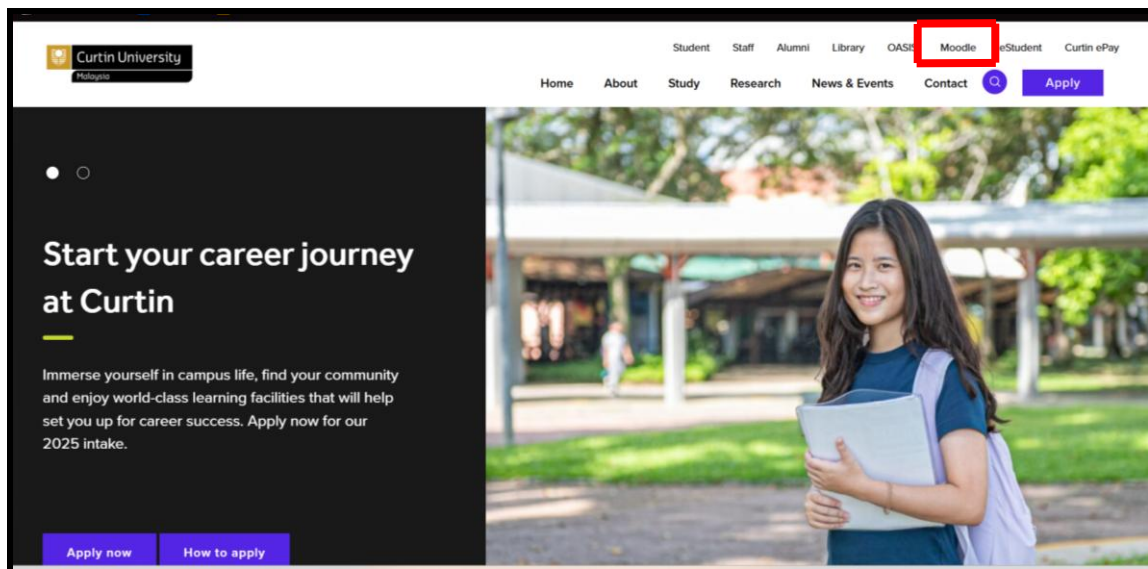 Curtin University
Malaysia
Student Staff Alumni Library OASIS Moodle eStudent Curtin ePay
Home About Study Research News & Events Contact Apply
Start your career journey
at Curtin
Immerse yourself in campus life, find your community
and enjoy world-class learning facilities that will help
set you up for career success. Apply now for our
2025 intake.
Apply now How to apply